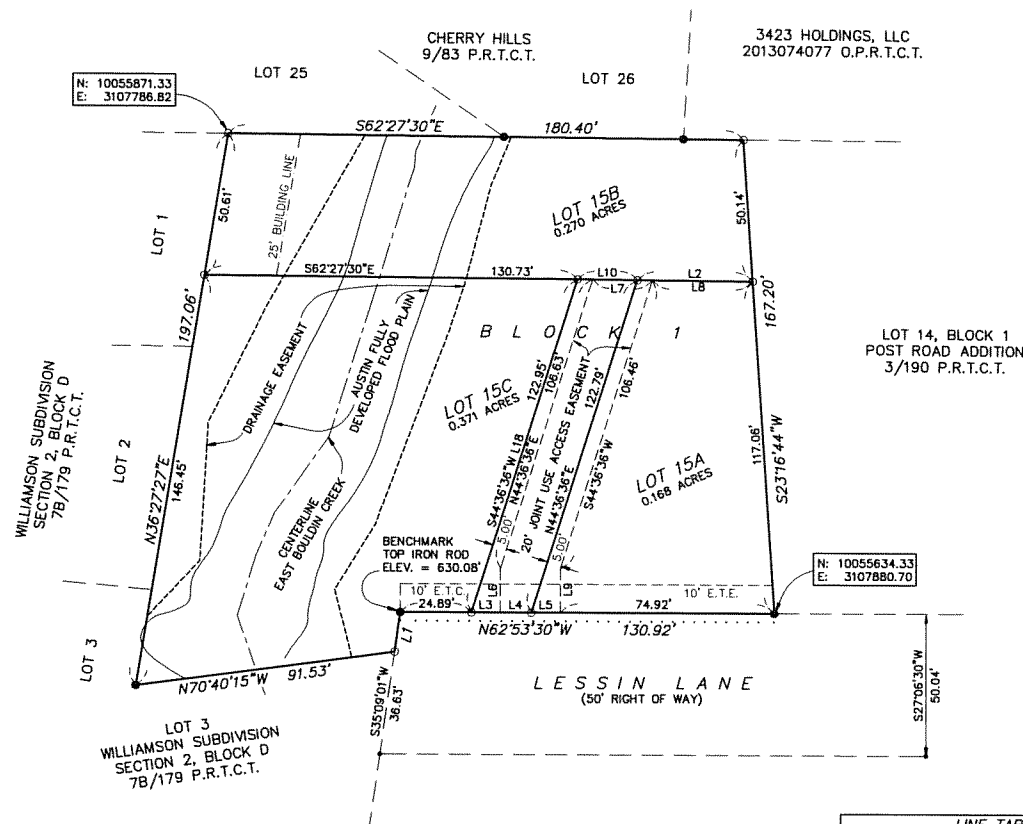 CHERRY HILLS
9/83 P.R.T.C.T.
3423 HOLDINGS, LLC
2013074077 O.P.R.T.C.T.
LOT 25
LOT 26
N: 10055871.33
E: 3107786.82
S62°27'30"E
180.40'
25' BUILDING LINE
LOT 15B
0.270 ACRES
50.61'
50.14'
LOT 1
S62°27'30"E
130.73'
L10
L7
L2
L8
197.06'
167.20'
DRAINAGE EASEMENT
AUSTIN FULLY
DEVELOPED FLOOD PLAIN
BLOCK 1
LOT 14, BLOCK 1
POST ROAD ADDITION
3/190 P.R.T.C.T.
LOT 15C
0.371 ACRES
122.95'
106.63'
20' JOINT USE ACCESS EASEMENT
122.79'
106.46'
WILLIAMSON SUBDIVISION
SECTION 2, BLOCK D
7B/179 P.R.T.C.T.
LOT 2
N36°27'27"E
146.45'
S44°36'36"W L18
N44°36'36"E
N44°36'36"E
S44°36'36"W
LOT 15A
0.168 ACRES
117.06'
S23°16'44"W
CENTERLINE
EAST BOULDIN CREEK
5.00'
5.00'
BENCHMARK
TOP IRON ROD
ELEV. = 630.08'
N: 10055634.33
E: 3107880.70
10' E.T.C.
L6
L9
10' E.T.E.
24.89'
L3
L4
L5
74.92'
N62°53'30"W
130.92'
L1
LOT 3
N70°40'15"W
91.53'
LESSIN LANE
(50' RIGHT OF WAY)
S35°09'01"W
36.63'
S27°06'30"W
50.04'
LOT 3
WILLIAMSON SUBDIVISION
SECTION 2, BLOCK D
7B/179 P.R.T.C.T.
LINE